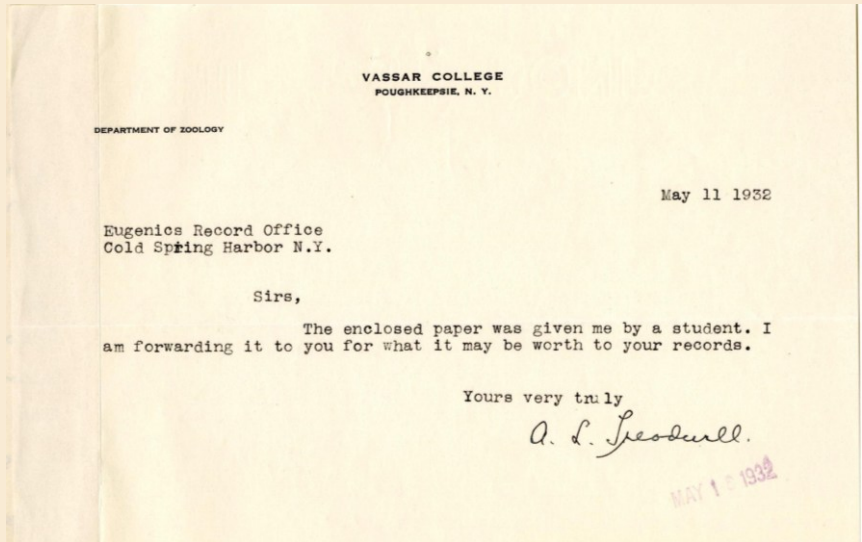 VASSAR COLLEGE
POUGHKEEPSIE, N. Y.
DEPARTMENT OF ZOOLOGY
May 11 1932
Eugenics Record Office
Cold Spring Harbor N.Y.
Sirs,
The enclosed paper was given me by a student. I
am forwarding it to you for what it may be worth to your records.
Yours very truly
A. L. Treadwell.
MAY 1 1932